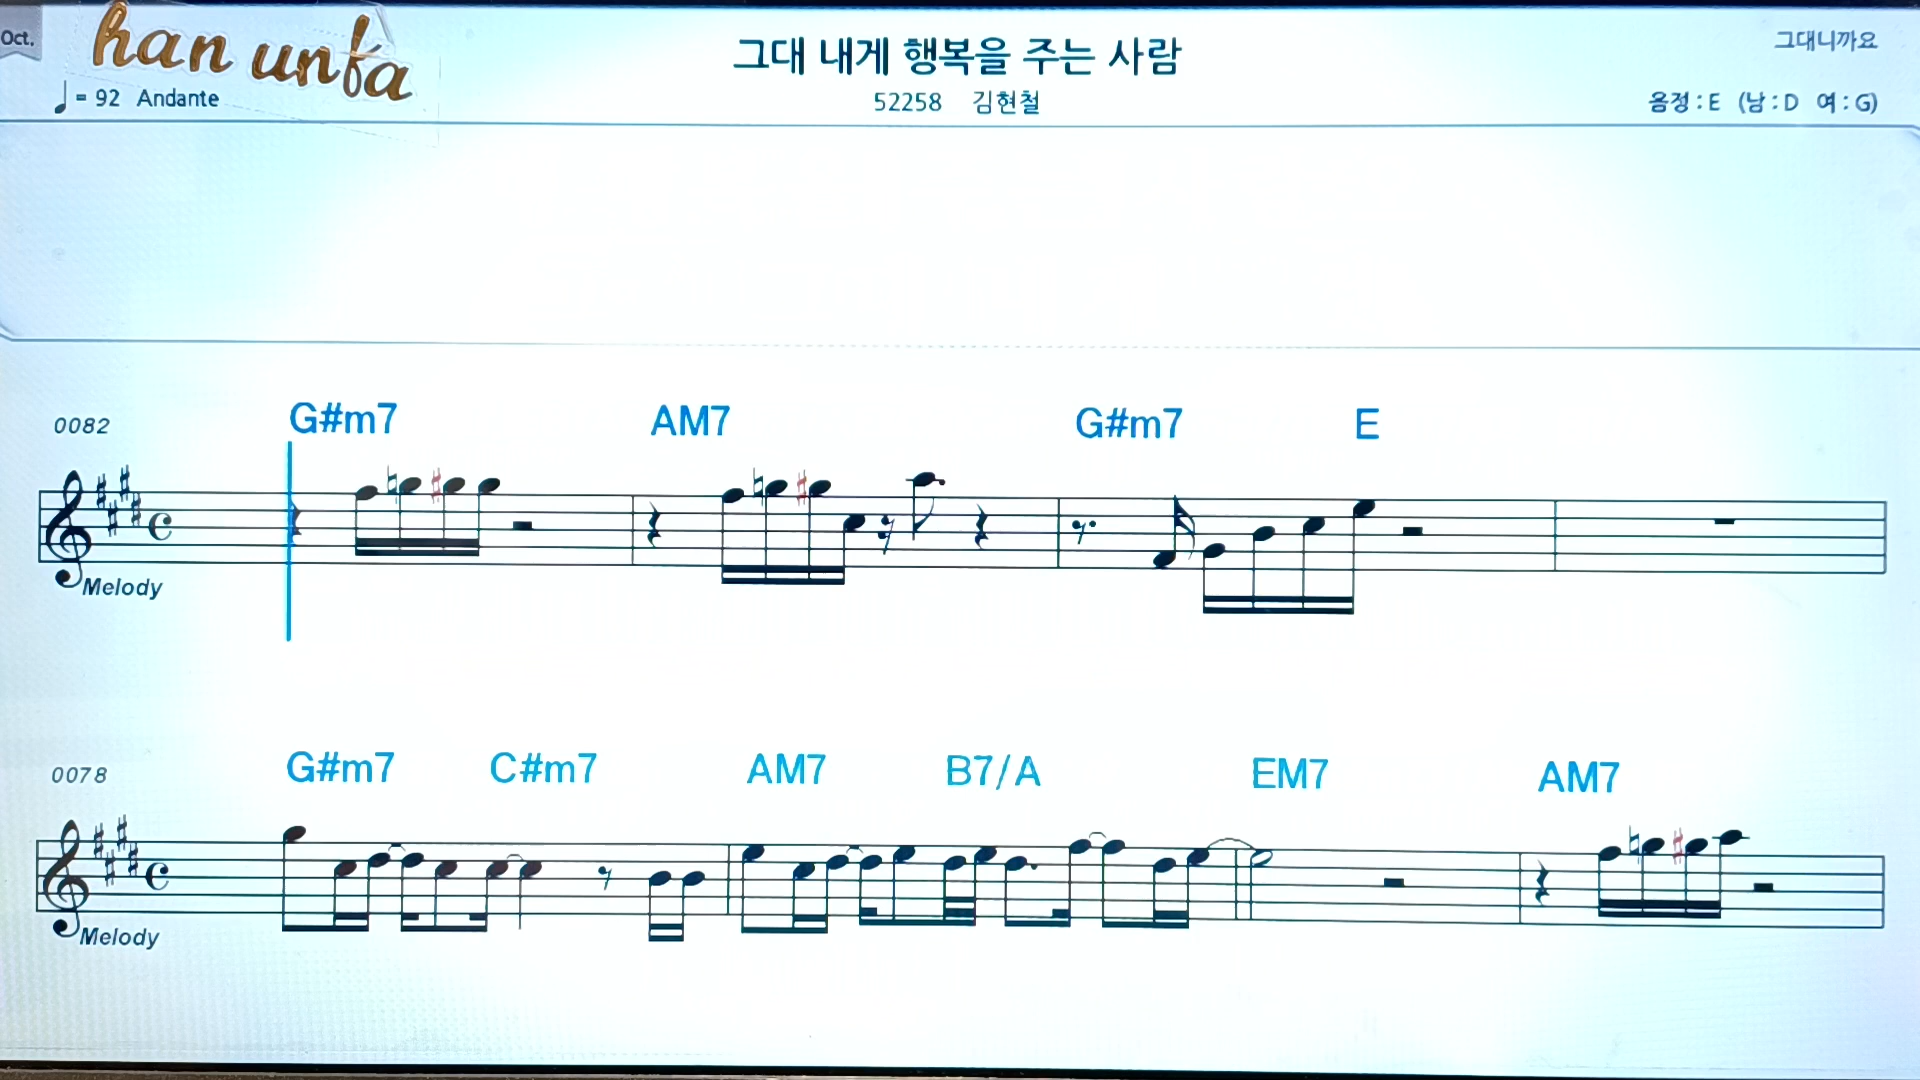 Oct.
han unfa
그대 내게 행복을 주는 사람
그대니까요
= 92 Andante
52258 김현철
음정 : E (남 : D 여 : G)
0082
G#m7 AM7 G#m7 E
Melody
0078
G#m7 C#m7 AM7 B7/A EM7 AM7
Melody